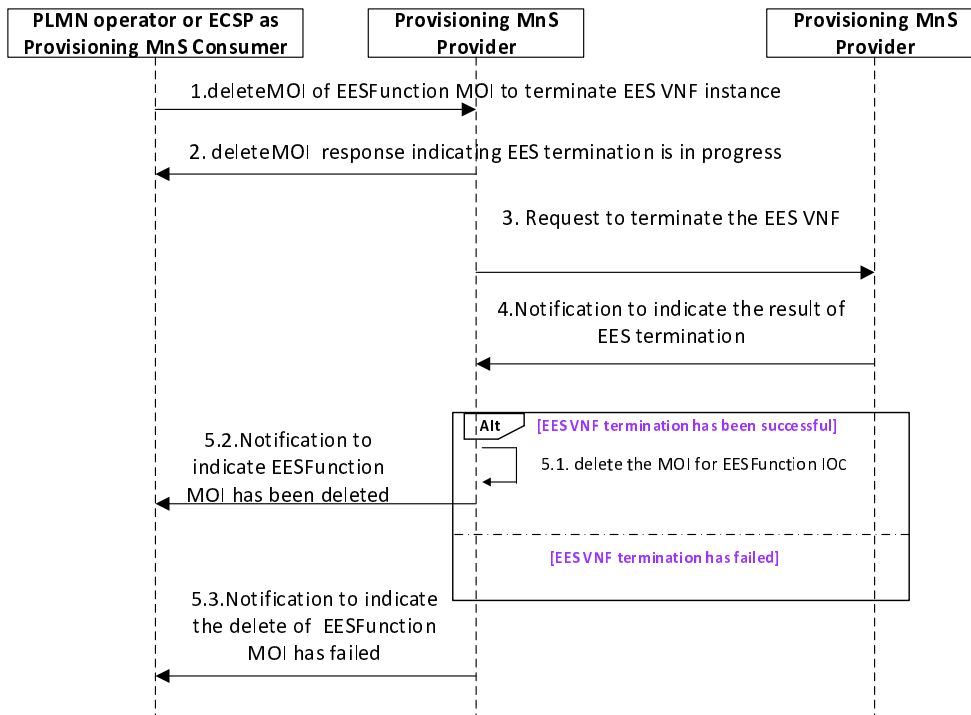 PLMN operator or ECSP as
Provisioning MnS Consumer
Provisioning MnS
Provider
Provisioning MnS
Provider
1.deleteMOI of EESFunction MOI to terminate EES VNF instance
2. deleteMOI response indicating EES termination is in progress
3. Request to terminate the EES VNF
4.Notification to indicate the result of
EES termination
Alt
[EES VNF termination has been successful]
5.1. delete the MOI for EESFunction IOC
5.2.Notification to
indicate EESFunction
MOI has been deleted
[EES VNF termination has failed]
5.3.Notification to indicate
the delete of EESFunction
MOI has failed